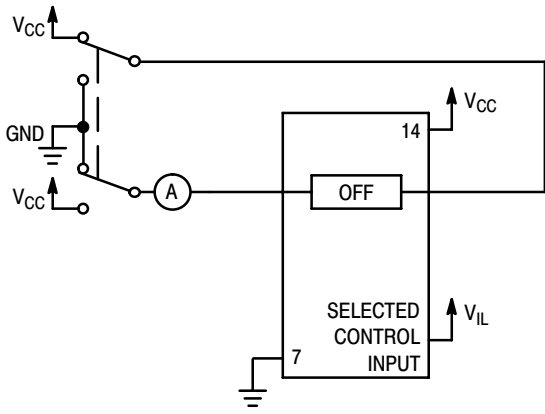 VCC
GND
VCC
A
OFF
14
VCC
SELECTED
CONTROL
INPUT
VIL
7